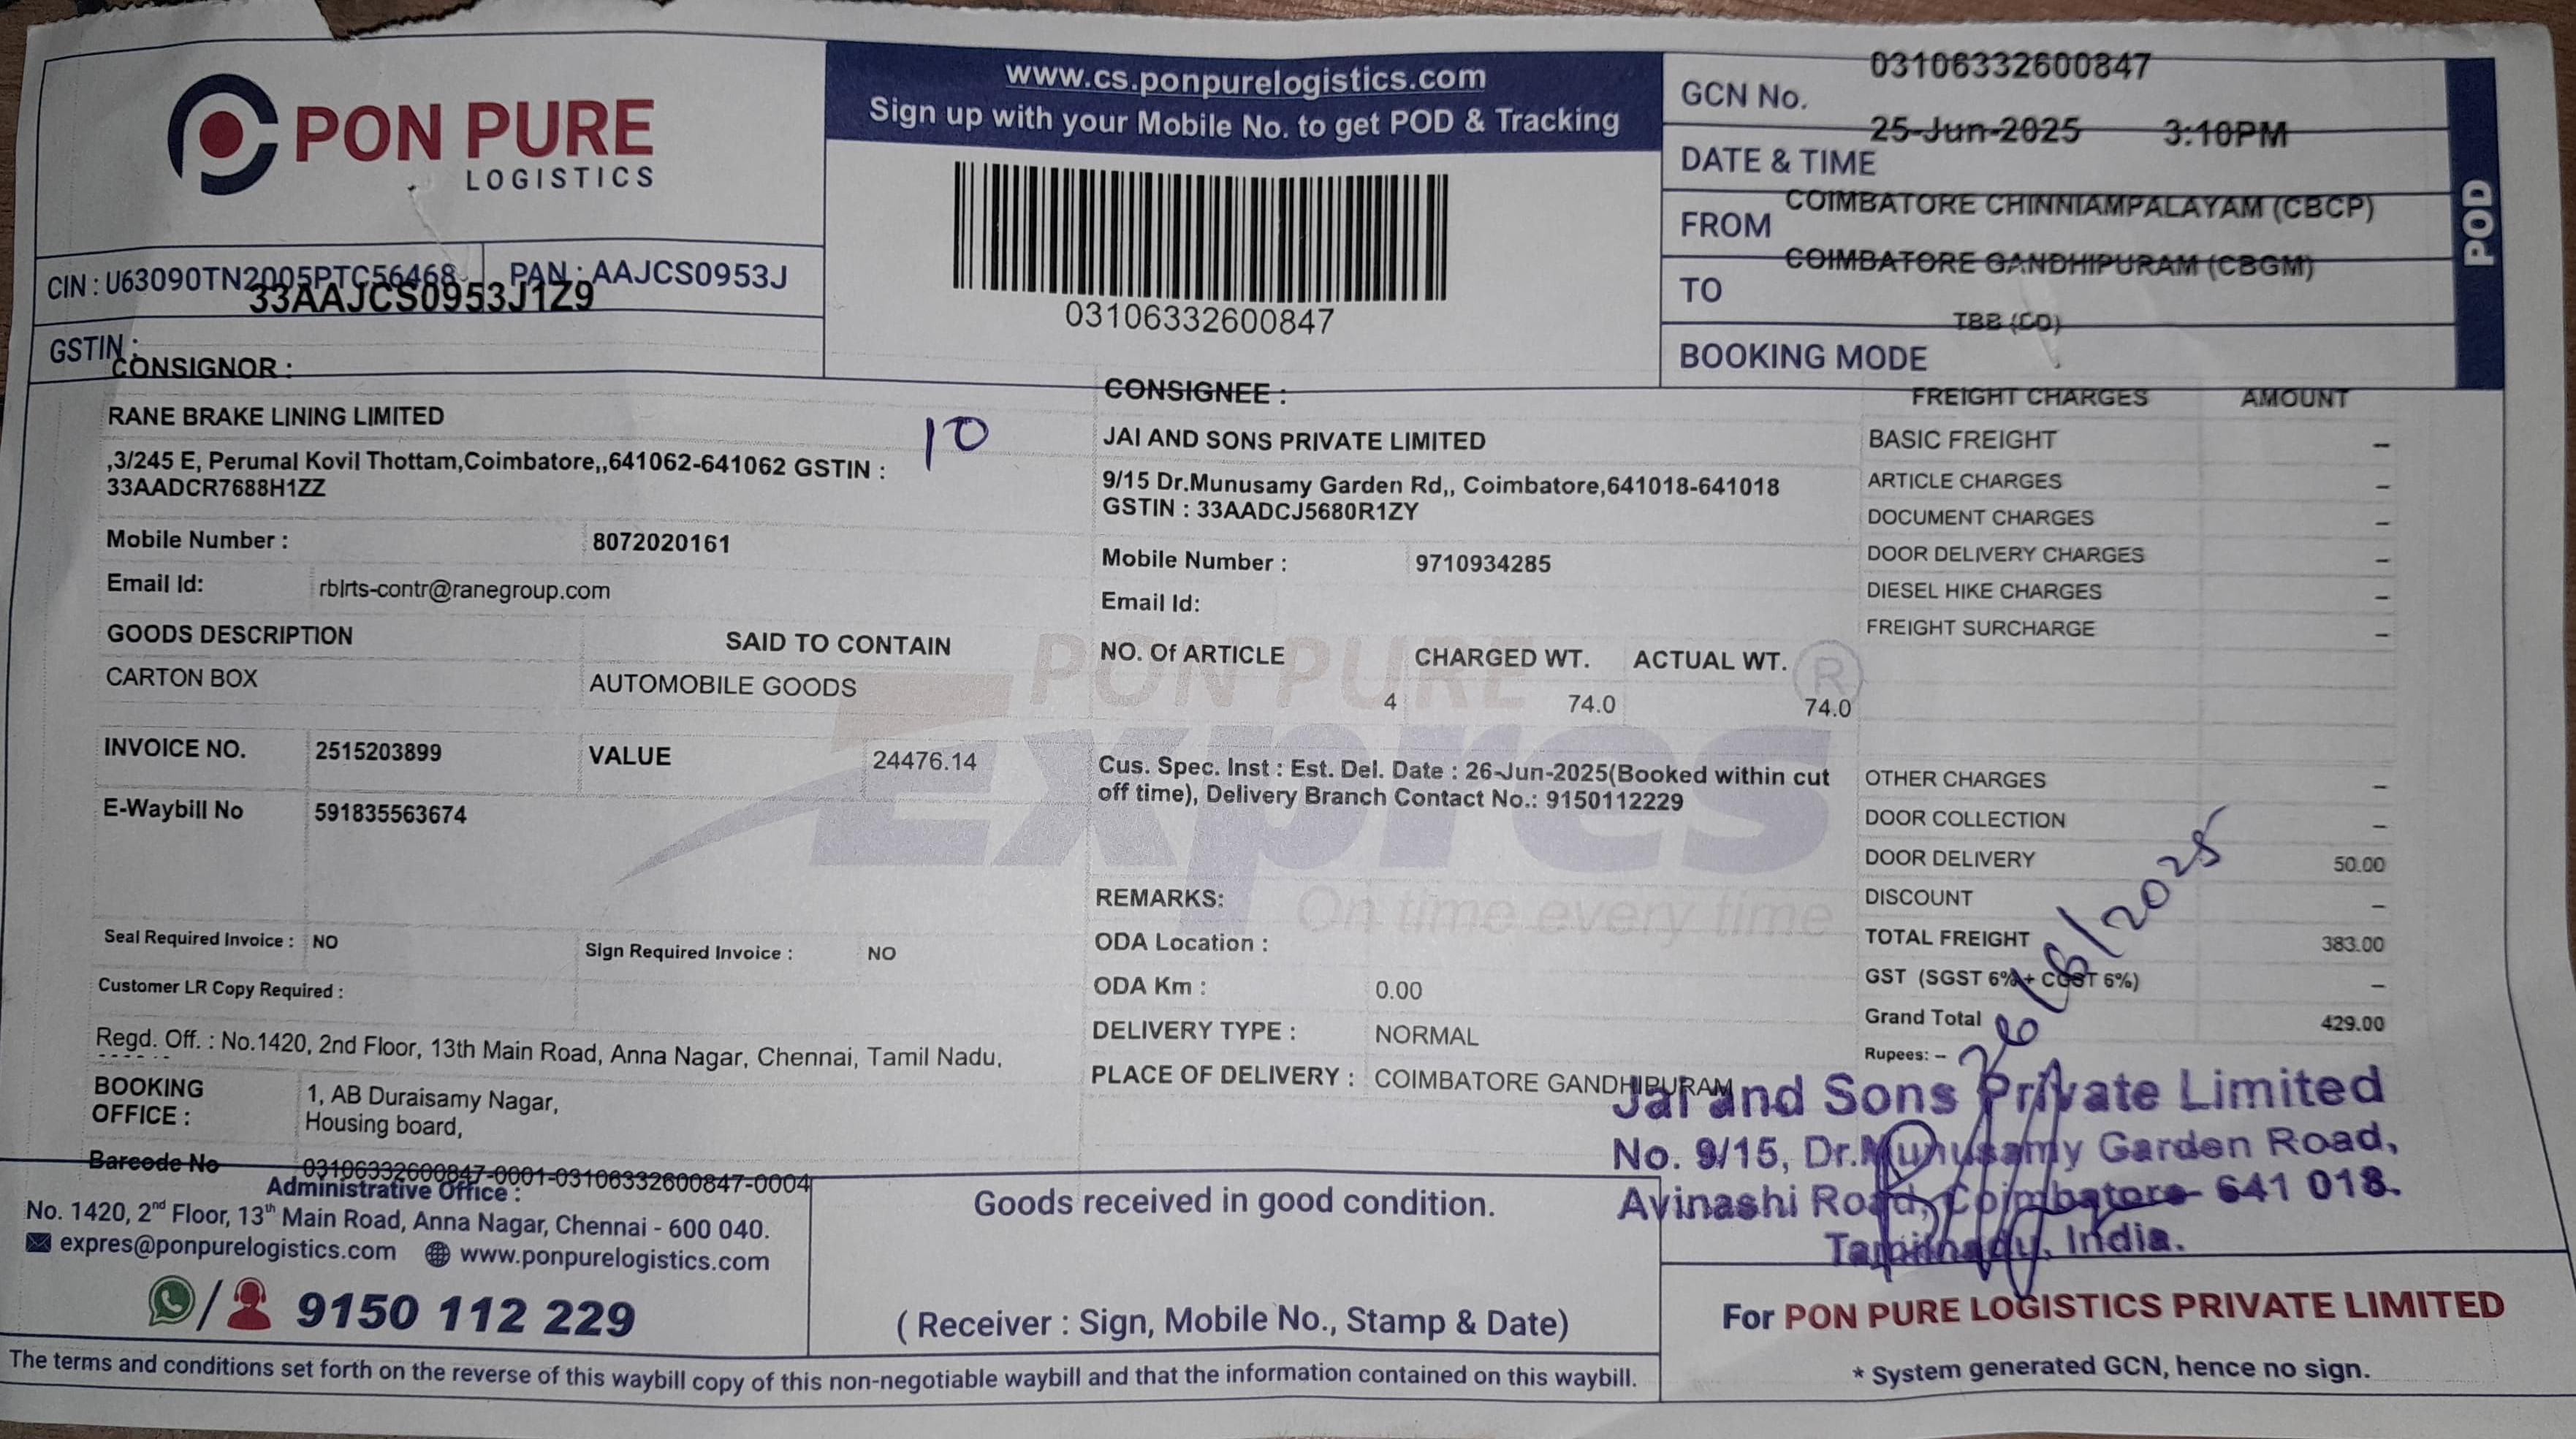 PON PURE
LOGISTICS
CIN : U63090TN2005PTC56468
PAN : AAJCS0953J
33AAJCS0953J1Z9
GSTIN :
www.cs.ponpurelogistics.com
Sign up with your Mobile No. to get POD & Tracking
03106332600847
GCN No. 03106332600847
DATE & TIME 25-Jun-2025 3:10PM
FROM COIMBATORE CHINNIAMPALAYAM (CBCP)
TO COIMBATORE GANDHIPURAM (CBGM)
BOOKING MODE TBB (CD)
POD
CONSIGNOR :
RANE BRAKE LINING LIMITED
10
,3/245 E, Perumal Kovil Thottam,Coimbatore,,641062-641062 GSTIN :
33AADCR7688H1ZZ
Mobile Number : 8072020161
Email Id: rblrts-contr@ranegroup.com
GOODS DESCRIPTION SAID TO CONTAIN
CARTON BOX AUTOMOBILE GOODS
INVOICE NO. 2515203899 VALUE 24476.14
E-Waybill No 591835563674
Seal Required Invoice : NO Sign Required Invoice : NO
Customer LR Copy Required :
Regd. Off. : No.1420, 2nd Floor, 13th Main Road, Anna Nagar, Chennai, Tamil Nadu,
BOOKING
OFFICE :
1, AB Duraisamy Nagar,
Housing board,
Barcode No 03106332600847-0001-03106332600847-0004
CONSIGNEE :
JAI AND SONS PRIVATE LIMITED
9/15 Dr.Munusamy Garden Rd,, Coimbatore,641018-641018
GSTIN : 33AADCJ5680R1ZY
Mobile Number : 9710934285
Email Id:
NO. Of ARTICLE CHARGED WT. ACTUAL WT.
4 74.0 74.0
PON PURE
Expres ®
On time every time
Cus. Spec. Inst : Est. Del. Date : 26-Jun-2025(Booked within cut
off time), Delivery Branch Contact No.: 9150112229
REMARKS:
ODA Location :
ODA Km : 0.00
DELIVERY TYPE : NORMAL
PLACE OF DELIVERY : COIMBATORE GANDHIPURAM
FREIGHT CHARGES AMOUNT
BASIC FREIGHT –
ARTICLE CHARGES –
DOCUMENT CHARGES –
DOOR DELIVERY CHARGES –
DIESEL HIKE CHARGES –
FREIGHT SURCHARGE –
OTHER CHARGES –
DOOR COLLECTION –
DOOR DELIVERY 50.00
DISCOUNT –
TOTAL FREIGHT 383.00
GST (SGST 6% + CGST 6%) –
Grand Total 429.00
Rupees: –
26/6/2025
Jai and Sons Private Limited
No. 9/15, Dr.Munusamy Garden Road,
Avinashi Road, Coimbatore- 641 018.
Tamilnadu, India.
Administrative Office :
No. 1420, 2nd Floor, 13th Main Road, Anna Nagar, Chennai - 600 040.
expres@ponpurelogistics.com www.ponpurelogistics.com
/ 9150 112 229
Goods received in good condition.
( Receiver : Sign, Mobile No., Stamp & Date)
For PON PURE LOGISTICS PRIVATE LIMITED
* System generated GCN, hence no sign.
The terms and conditions set forth on the reverse of this waybill copy of this non-negotiable waybill and that the information contained on this waybill.